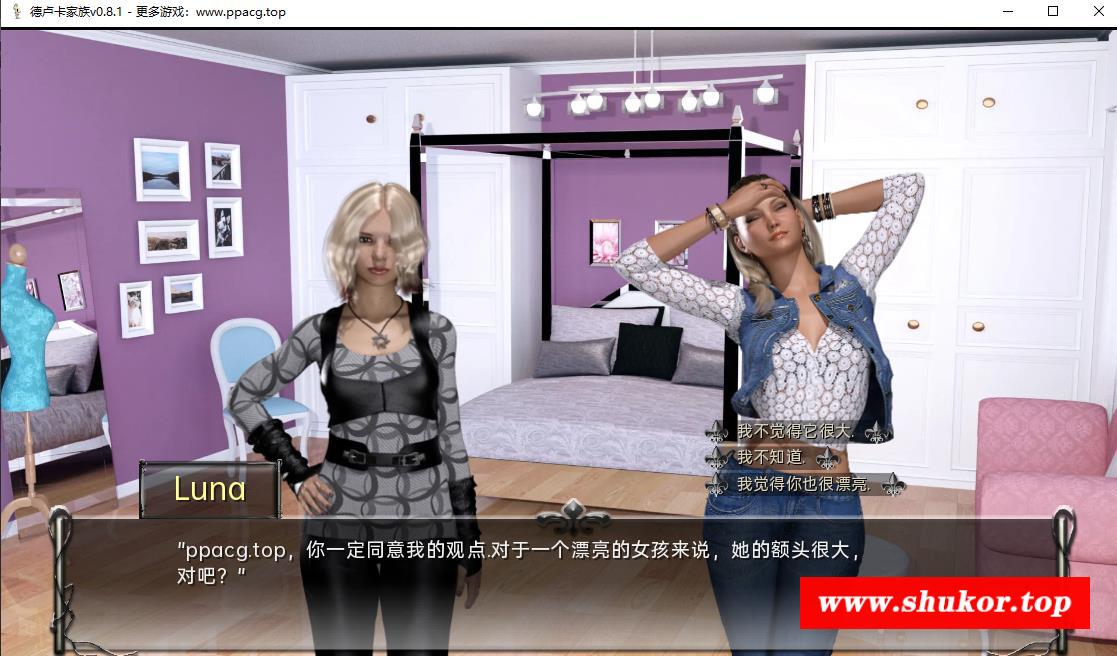 德卢卡家族v0.8.1 - 更多游戏：www.ppacg.top
我不觉得它很大.
我不知道.
我觉得你也很漂亮.
Luna
"ppacg.top，你一定同意我的观点.对于一个漂亮的女孩来说，她的额头很大，
对吧？"
www.shukor.top